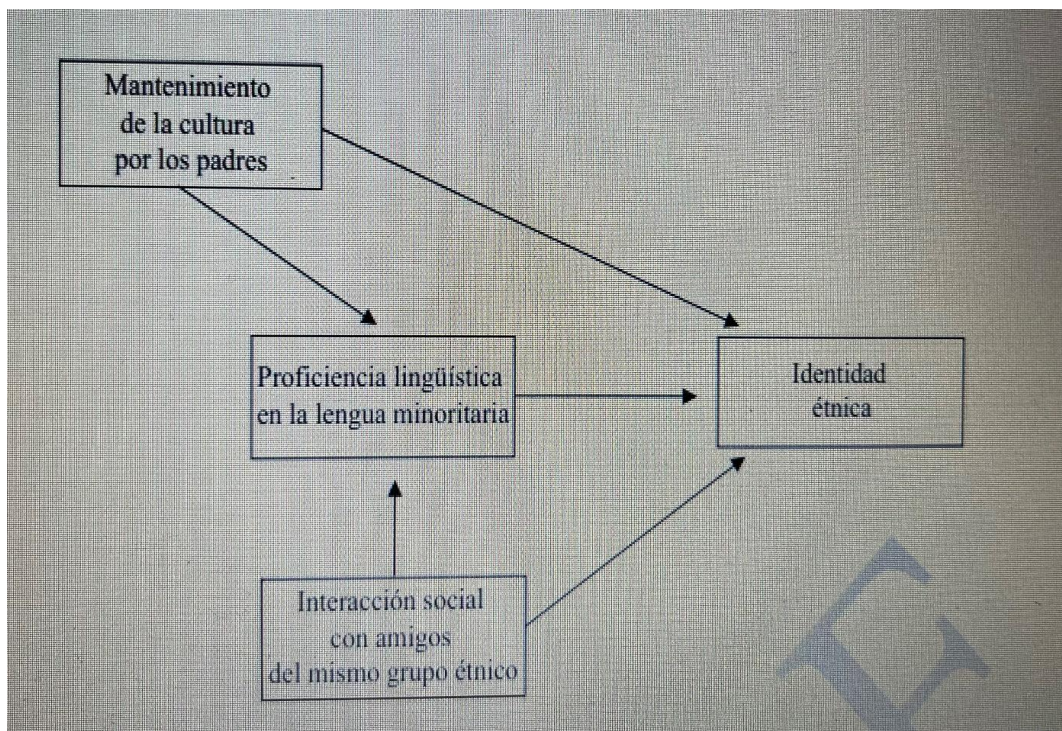 Mantenimiento
de la cultura
por los padres
Proficiencia lingüística
en la lengua minoritaria
Identidad
étnica
Interacción social
con amigos
del mismo grupo étnico